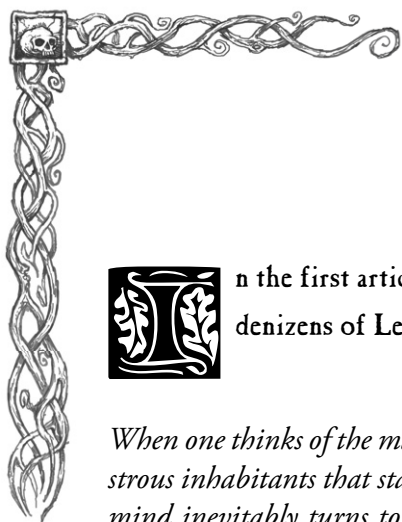 In the first artic
denizens of Le
When one thinks of the m
strous inhabitants that sta
mind inevitably turns to